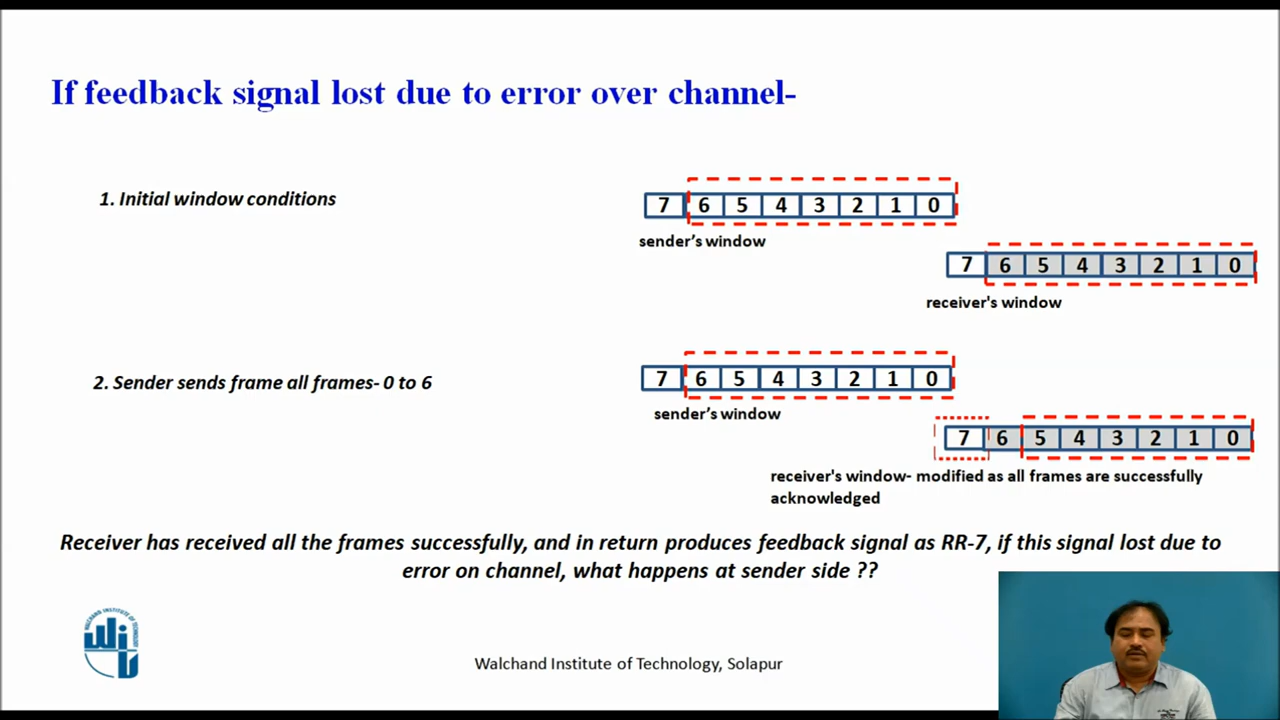 If feedback signal lost due to error over channel-
1. Initial window conditions
7 6 5 4 3 2 1 0
sender's window
7 6 5 4 3 2 1 0
receiver's window
2. Sender sends frame all frames- 0 to 6
7 6 5 4 3 2 1 0
sender's window
7 6 5 4 3 2 1 0
receiver's window- modified as all frames are successfully
acknowledged
Receiver has received all the frames successfully, and in return produces feedback signal as RR-7, if this signal lost due to
error on channel, what happens at sender side ??
WALCHAND INSTITUTE OF TECHNOLOGY
Walchand Institute of Technology, Solapur